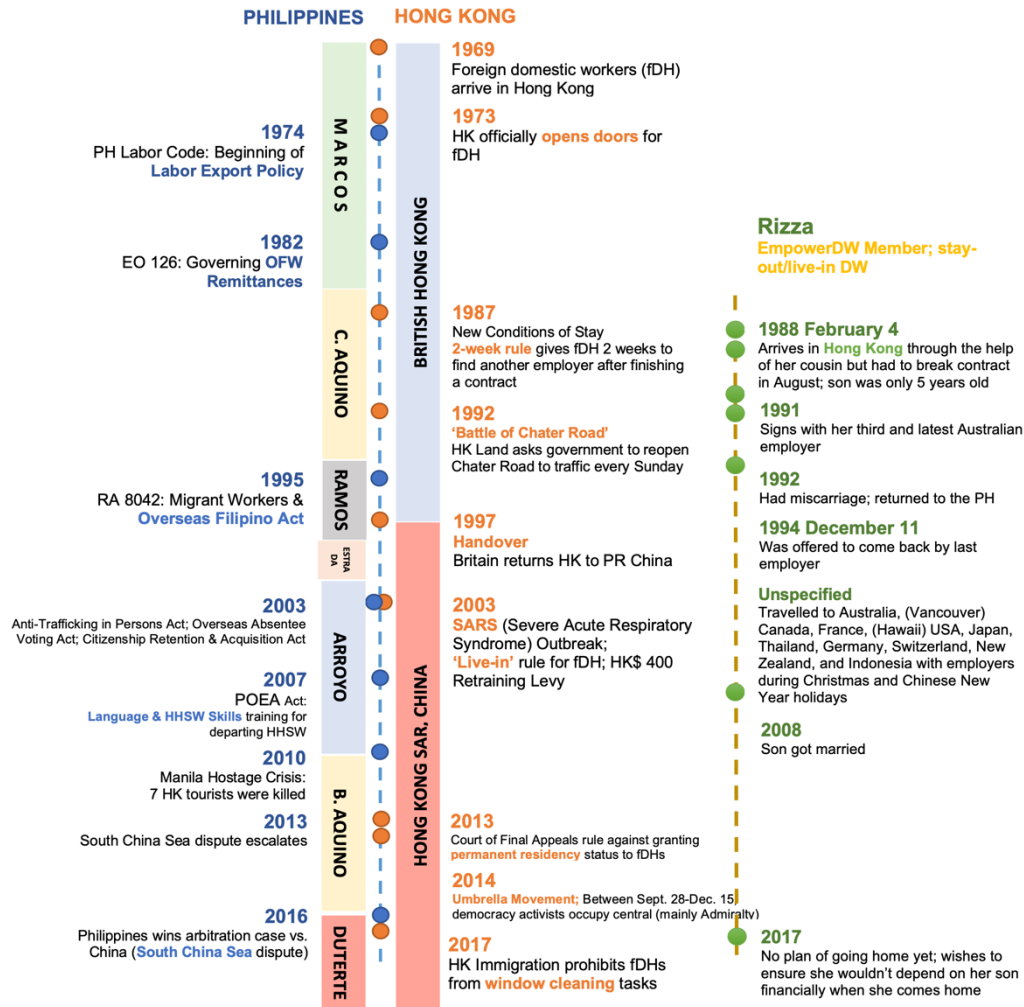 PHILIPPINES
HONG KONG
1969
Foreign domestic workers (fDH)
arrive in Hong Kong
1973
HK officially opens doors for
fDH
1974
PH Labor Code: Beginning of
Labor Export Policy
1982
EO 126: Governing OFW
Remittances
MARCOS
C. AQUINO
RAMOS
ESTRA
DA
ARROYO
B. AQUINO
DUTERTE
BRITISH HONG KONG
HONG KONG SAR, CHINA
1987
New Conditions of Stay
2-week rule gives fDH 2 weeks to
find another employer after finishing
a contract
1992
‘Battle of Chater Road’
HK Land asks government to reopen
Chater Road to traffic every Sunday
1995
RA 8042: Migrant Workers &
Overseas Filipino Act
1997
Handover
Britain returns HK to PR China
2003
Anti-Trafficking in Persons Act; Overseas Absentee
Voting Act; Citizenship Retention & Acquisition Act
2003
SARS (Severe Acute Respiratory
Syndrome) Outbreak;
‘Live-in’ rule for fDH; HK$ 400
Retraining Levy
2007
POEA Act:
Language & HHSW Skills training for
departing HHSW
2010
Manila Hostage Crisis:
7 HK tourists were killed
2013
South China Sea dispute escalates
2013
Court of Final Appeals rule against granting
permanent residency status to fDHs
2014
Umbrella Movement; Between Sept. 28-Dec. 15,
democracy activists occupy central (mainly Admiralty)
2016
Philippines wins arbitration case vs.
China (South China Sea dispute)
2017
HK Immigration prohibits fDHs
from window cleaning tasks
Rizza
EmpowerDW Member; stay-
out/live-in DW
1988 February 4
Arrives in Hong Kong through the help
of her cousin but had to break contract
in August; son was only 5 years old
1991
Signs with her third and latest Australian
employer
1992
Had miscarriage; returned to the PH
1994 December 11
Was offered to come back by last
employer
Unspecified
Travelled to Australia, (Vancouver)
Canada, France, (Hawaii) USA, Japan,
Thailand, Germany, Switzerland, New
Zealand, and Indonesia with employers
during Christmas and Chinese New
Year holidays
2008
Son got married
2017
No plan of going home yet; wishes to
ensure she wouldn’t depend on her son
financially when she comes home